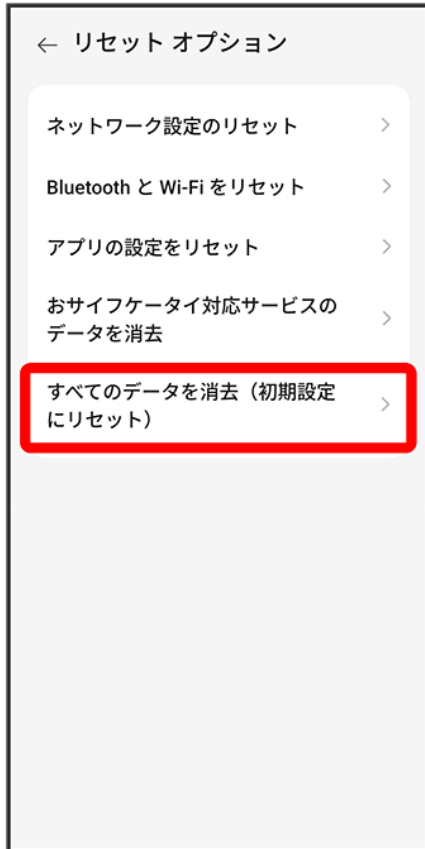 ← リセット オプション
ネットワーク設定のリセット
Bluetooth と Wi-Fi をリセット
アプリの設定をリセット
おサイフケータイ対応サービスの
データを消去
すべてのデータを消去（初期設定
にリセット）